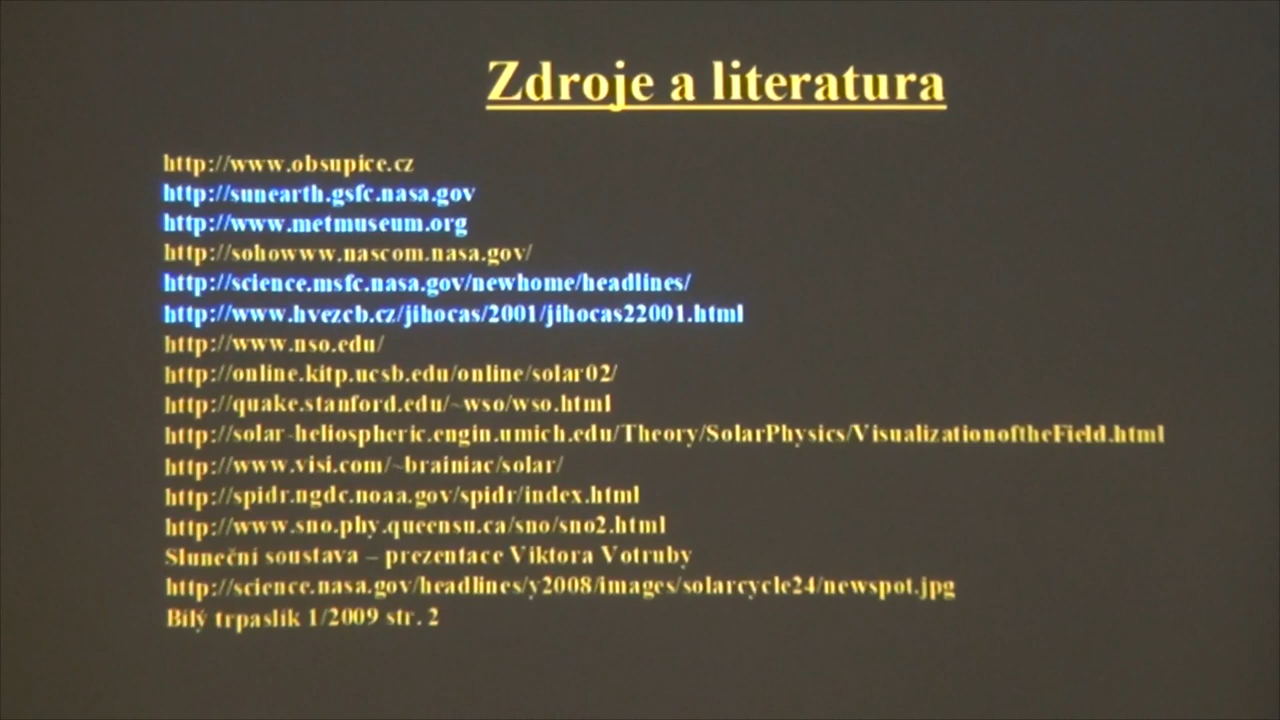 Zdroje a literatura
http://www.obsupice.cz
http://sunearth.gsfc.nasa.gov
http://www.metmuseum.org
http://sohowww.nascom.nasa.gov/
http://science.msfc.nasa.gov/newhome/headlines/
http://www.hvezcb.cz/jihocas/2001/jihocas22001.html
http://www.nso.edu/
http://online.kitp.ucsb.edu/online/solar02/
http://quake.stanford.edu/~wso/wso.html
http://solar-heliospheric.engin.umich.edu/Theory/SolarPhysics/VisualizationoftheField.html
http://www.visi.com/~brainiac/solar/
http://spidr.ngdc.noaa.gov/spidr/index.html
http://www.sno.phy.queensu.ca/sno/sno2.html
Sluneční soustava – prezentace Viktora Votruby
http://science.nasa.gov/headlines/y2008/images/solarcycle24/newspot.jpg
Bílý trpaslík 1/2009 str. 2